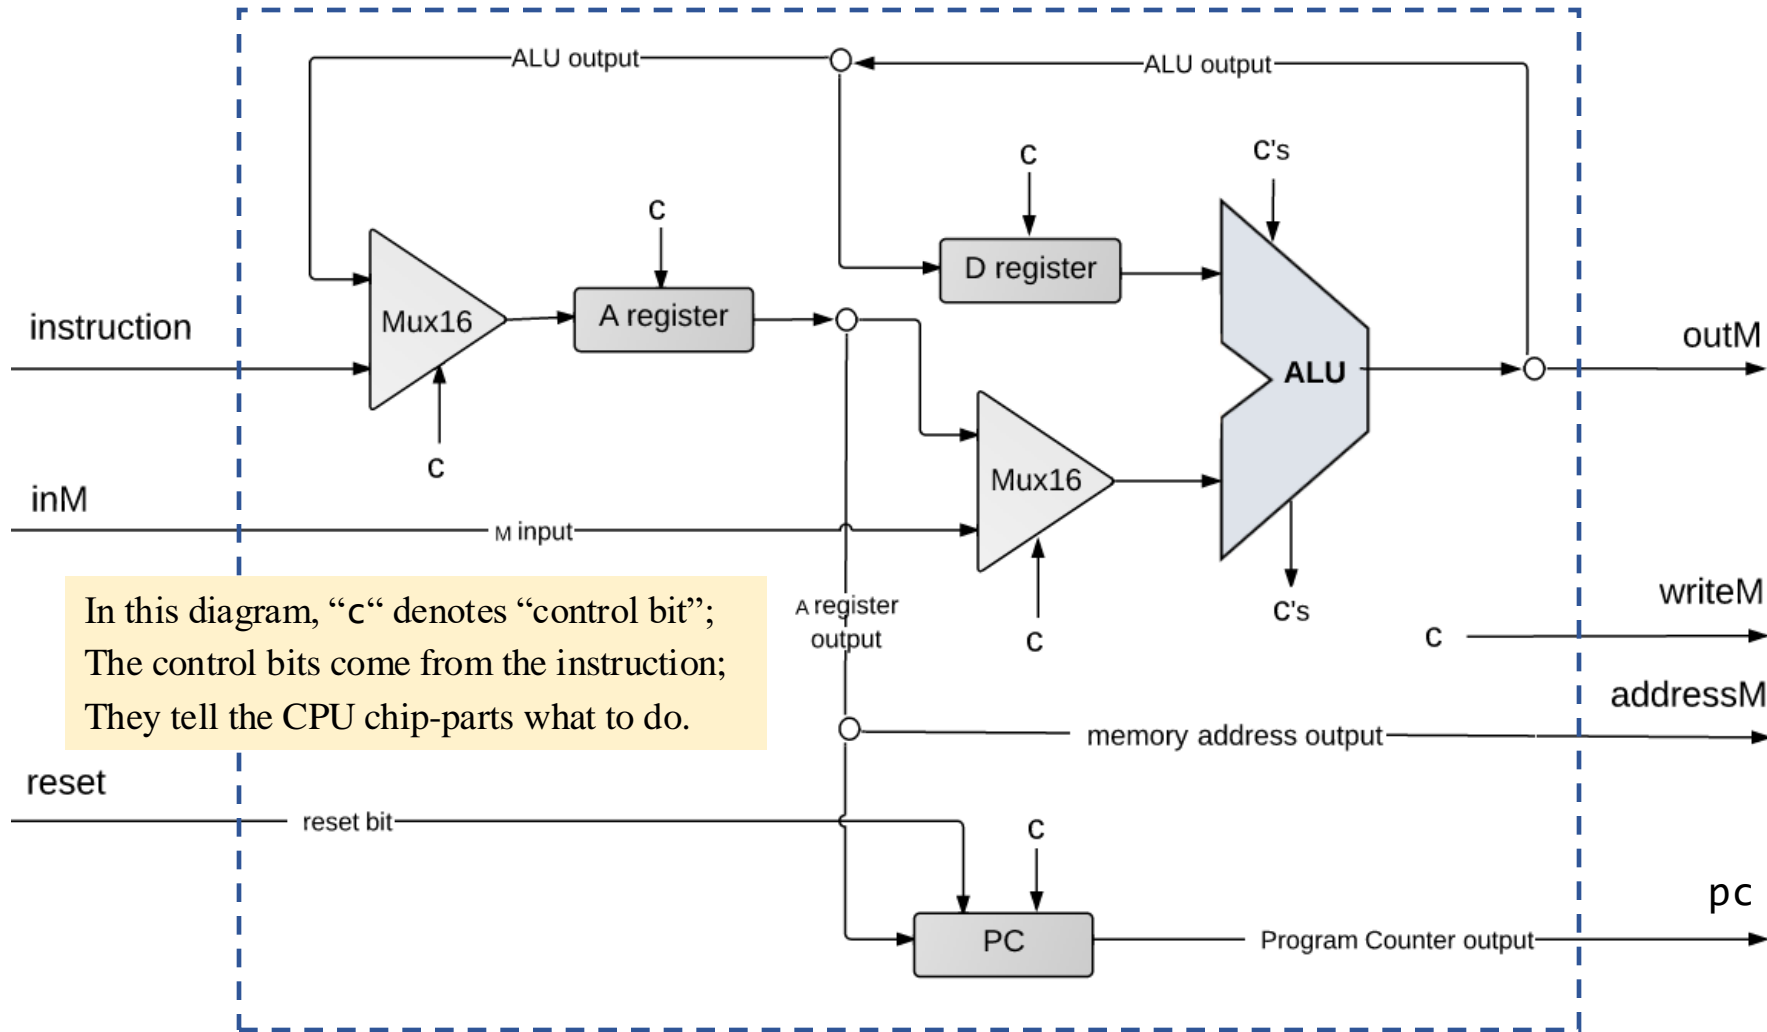 ALU output
ALU output
c
c's
c
instruction
Mux16
A register
D register
ALU
outM
c
inM
M input
Mux16
In this diagram, “c“ denotes “control bit”;
The control bits come from the instruction;
They tell the CPU chip-parts what to do.
A register
output
c
c's
c
writeM
addressM
memory address output
reset
reset bit
c
PC
Program Counter output
pc